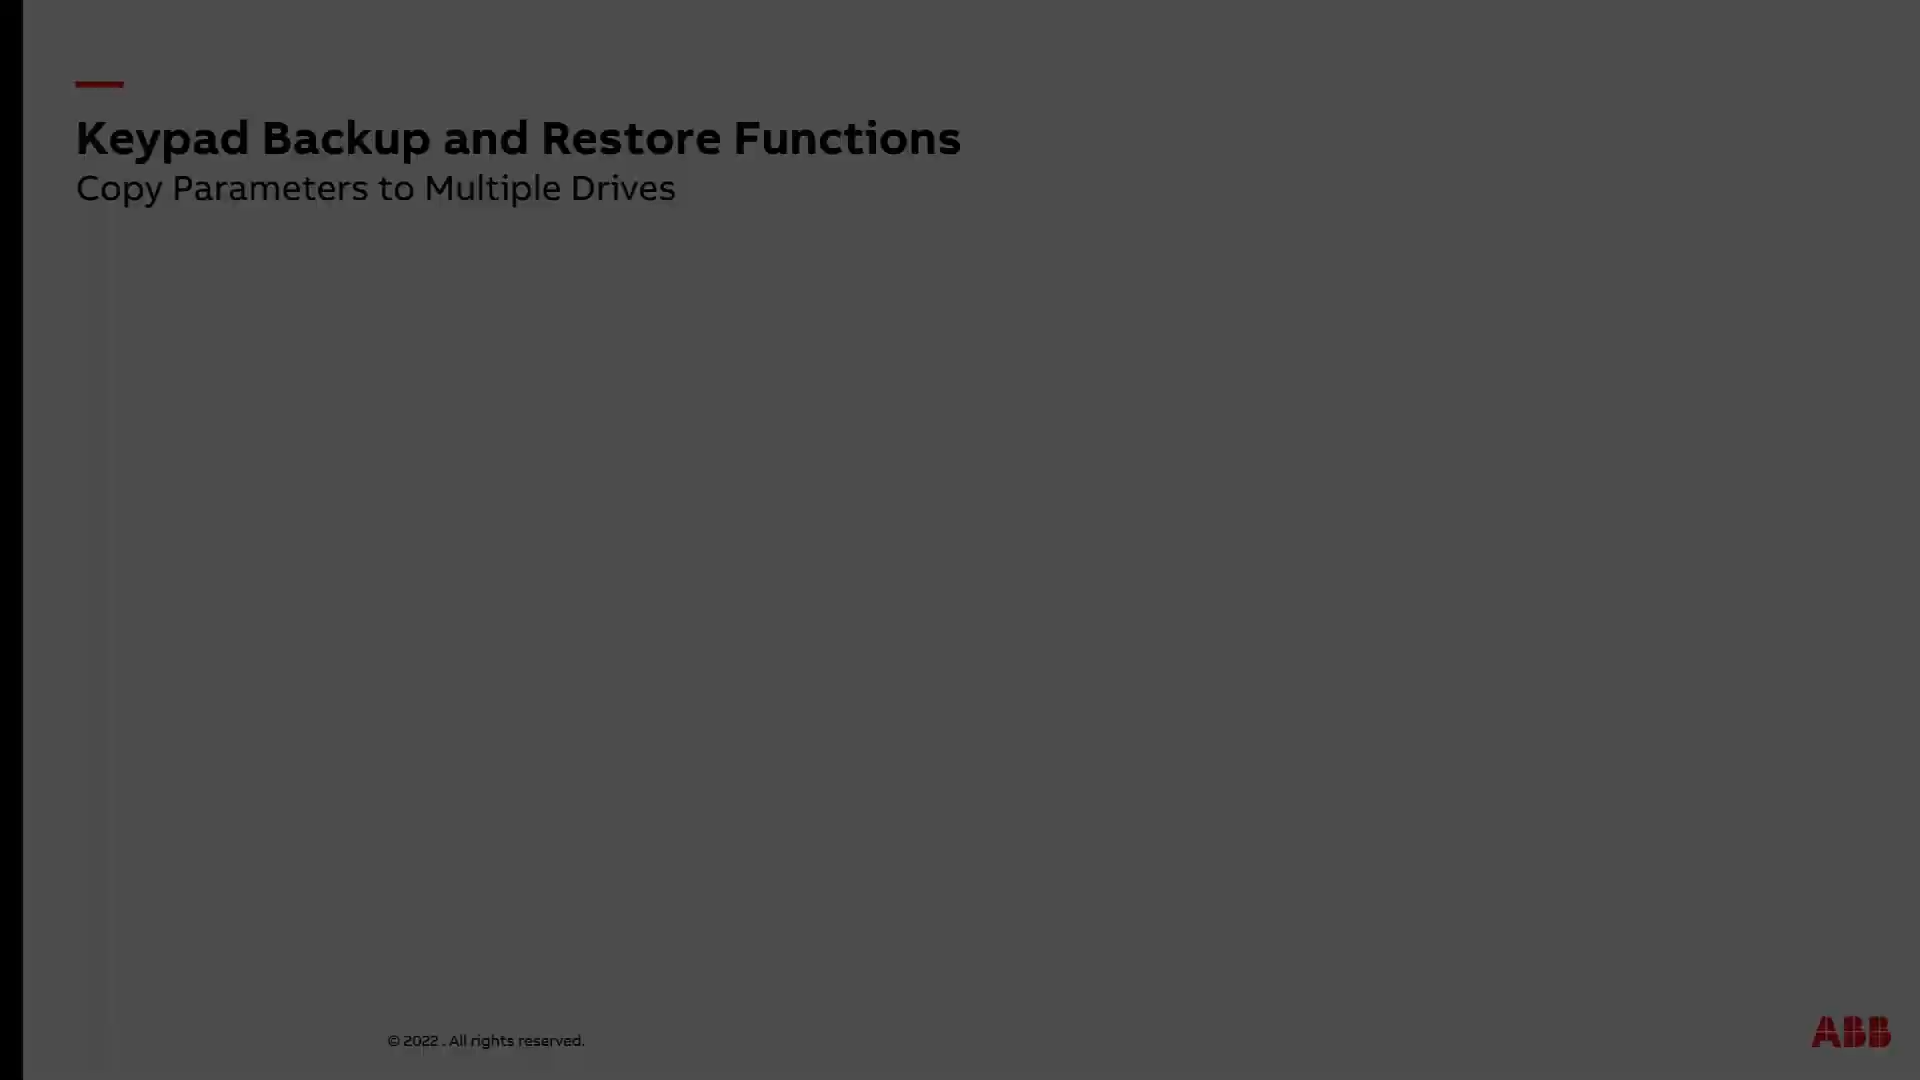 Keypad Backup and Restore Functions
Copy Parameters to Multiple Drives
© 2022 . All rights reserved.
ABB